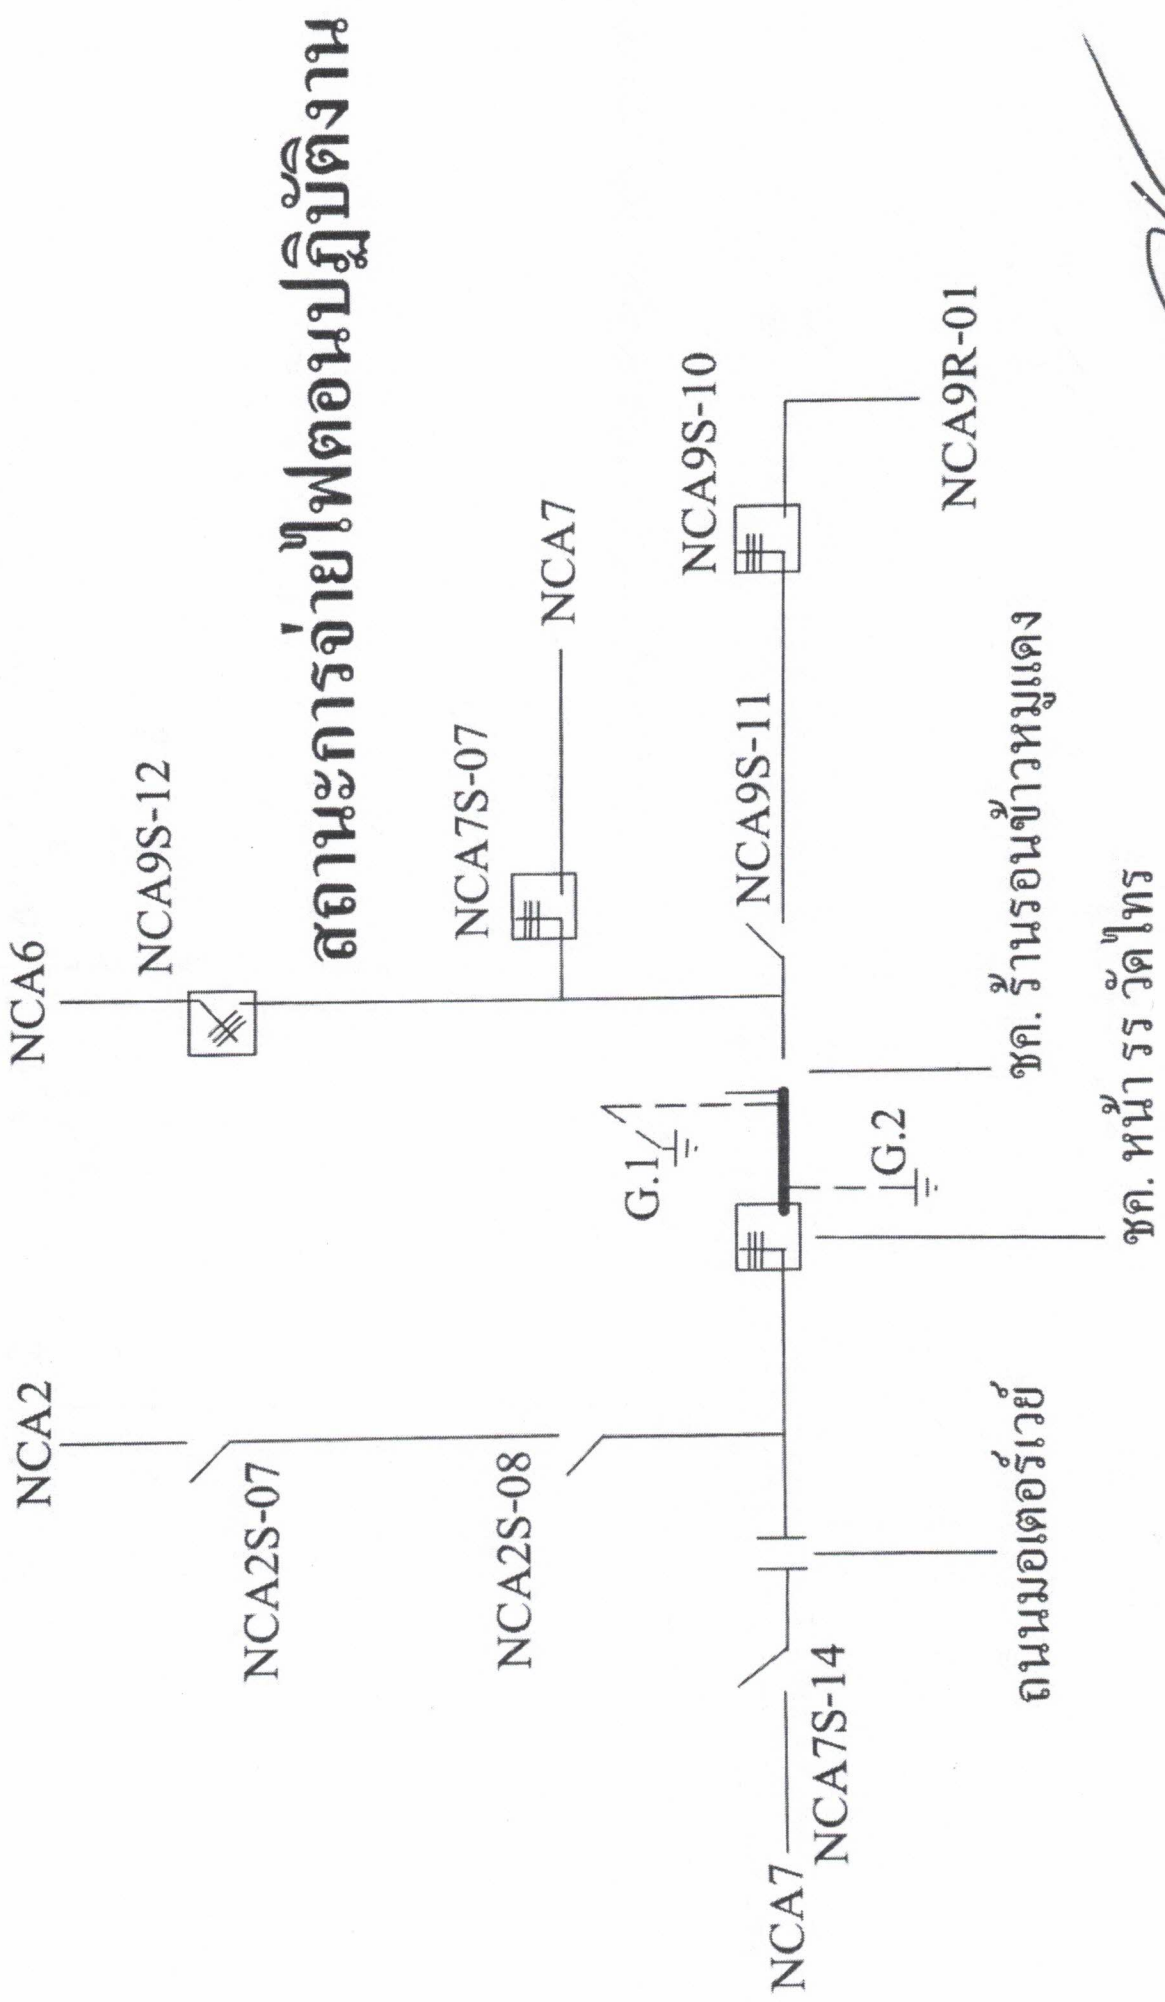 สถานะการจ่ายไฟตอนปฏิบัติงาน
NCA2
NCA6
NCA9S-12
NCA2S-07
NCA7S-07
NCA2S-08
NCA7
G.1
NCA9S-10
NCA9S-11
NCA7
NCA7S-14
G.2
NCA9R-01
ถนนมอเตอร์เวย์
ชค. ร้านรอนข้าวหมูแดง
ชค. หน้า รร วัดไทร